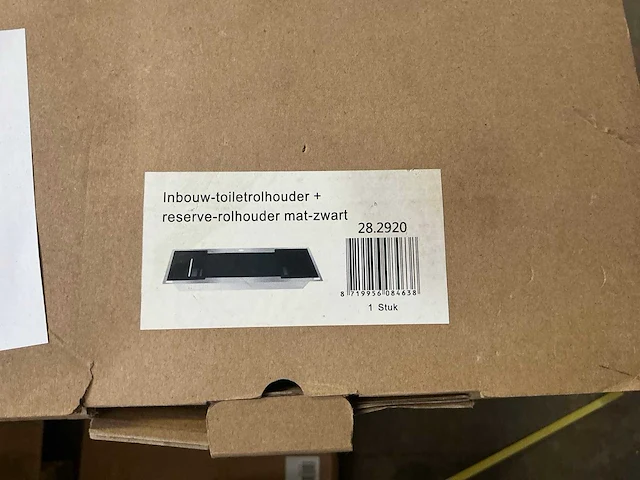 Inbouw-toiletrolhouder +
reserve-rolhouder mat-zwart
28.2920
8 719956 084638
1 Stuk